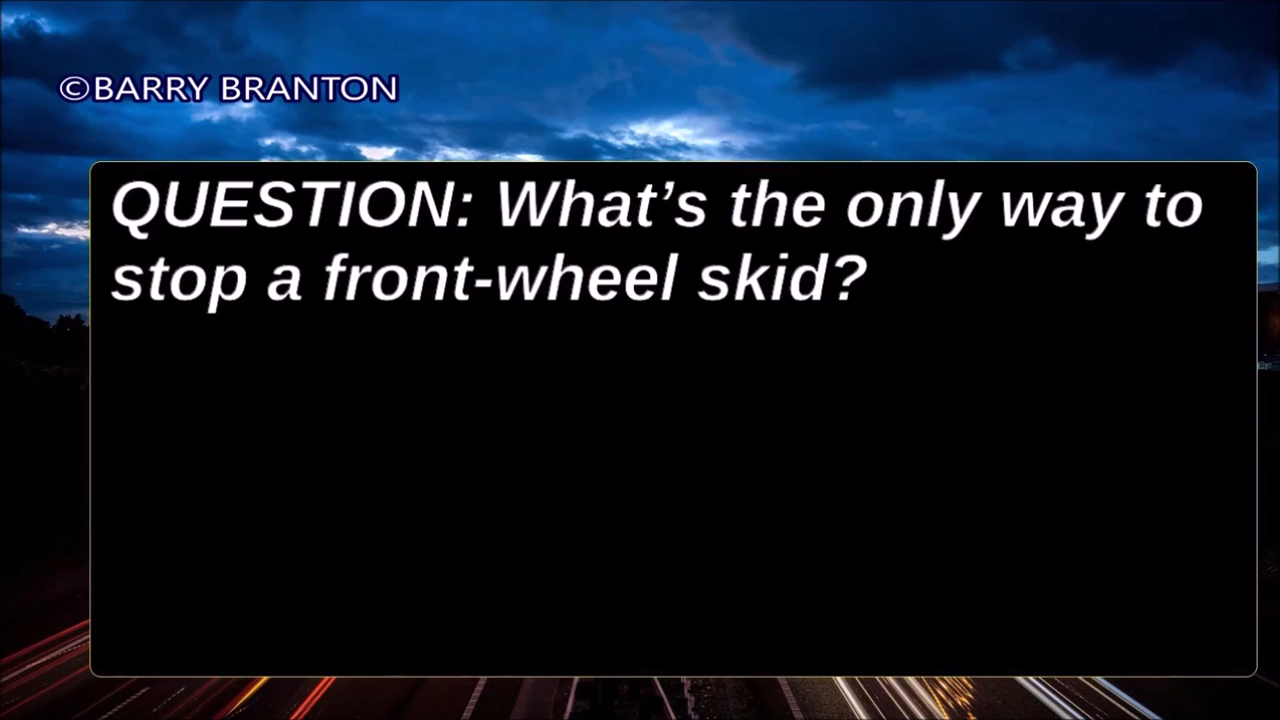 ©BARRY BRANTON
QUESTION: What’s the only way to
stop a front-wheel skid?